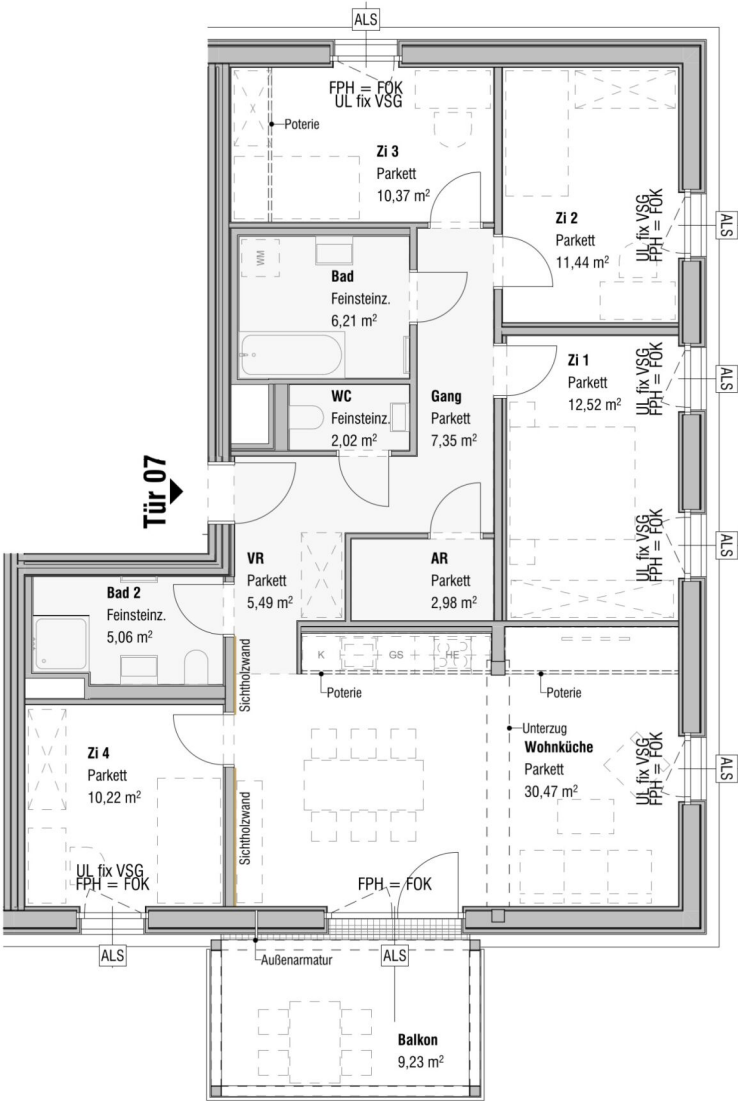 ALS
FPH = FOK
UL fix VSG
Poterie
Zi 3
Parkett
10,37 m²
Zi 2
Parkett
11,44 m²
UL fix VSG
FPH = FOK
ALS
WM
Bad
Feinsteinz.
6,21 m²
Zi 1
Parkett
12,52 m²
UL fix VSG
FPH = FOK
ALS
WC
Feinsteinz.
2,02 m²
Gang
Parkett
7,35 m²
Tür 07
UL fix VSG
FPH = FOK
ALS
VR
Parkett
5,49 m²
AR
Parkett
2,98 m²
Bad 2
Feinsteinz.
5,06 m²
Sichtholzwand
K
GS
HE
Poterie
Poterie
Unterzug
Wohnküche
Parkett
30,47 m²
UL fix VSG
FPH = FOK
ALS
Zi 4
Parkett
10,22 m²
Sichtholzwand
UL fix VSG
FPH = FOK
FPH = FOK
ALS
Außenarmatur
ALS
Balkon
9,23 m²